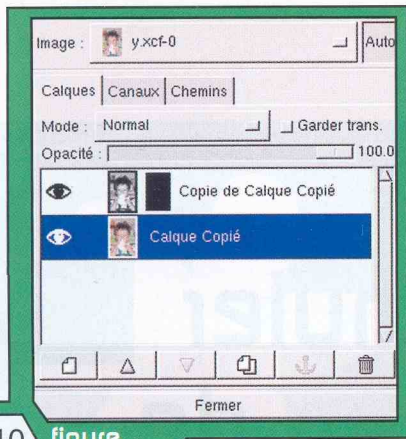 Image : y.xcf-0 Auto
Calques Canaux Chemins
Mode : Normal Garder trans.
Opacité : 100.0
Copie de Calque Copié
Calque Copié
Fermer
10 figure